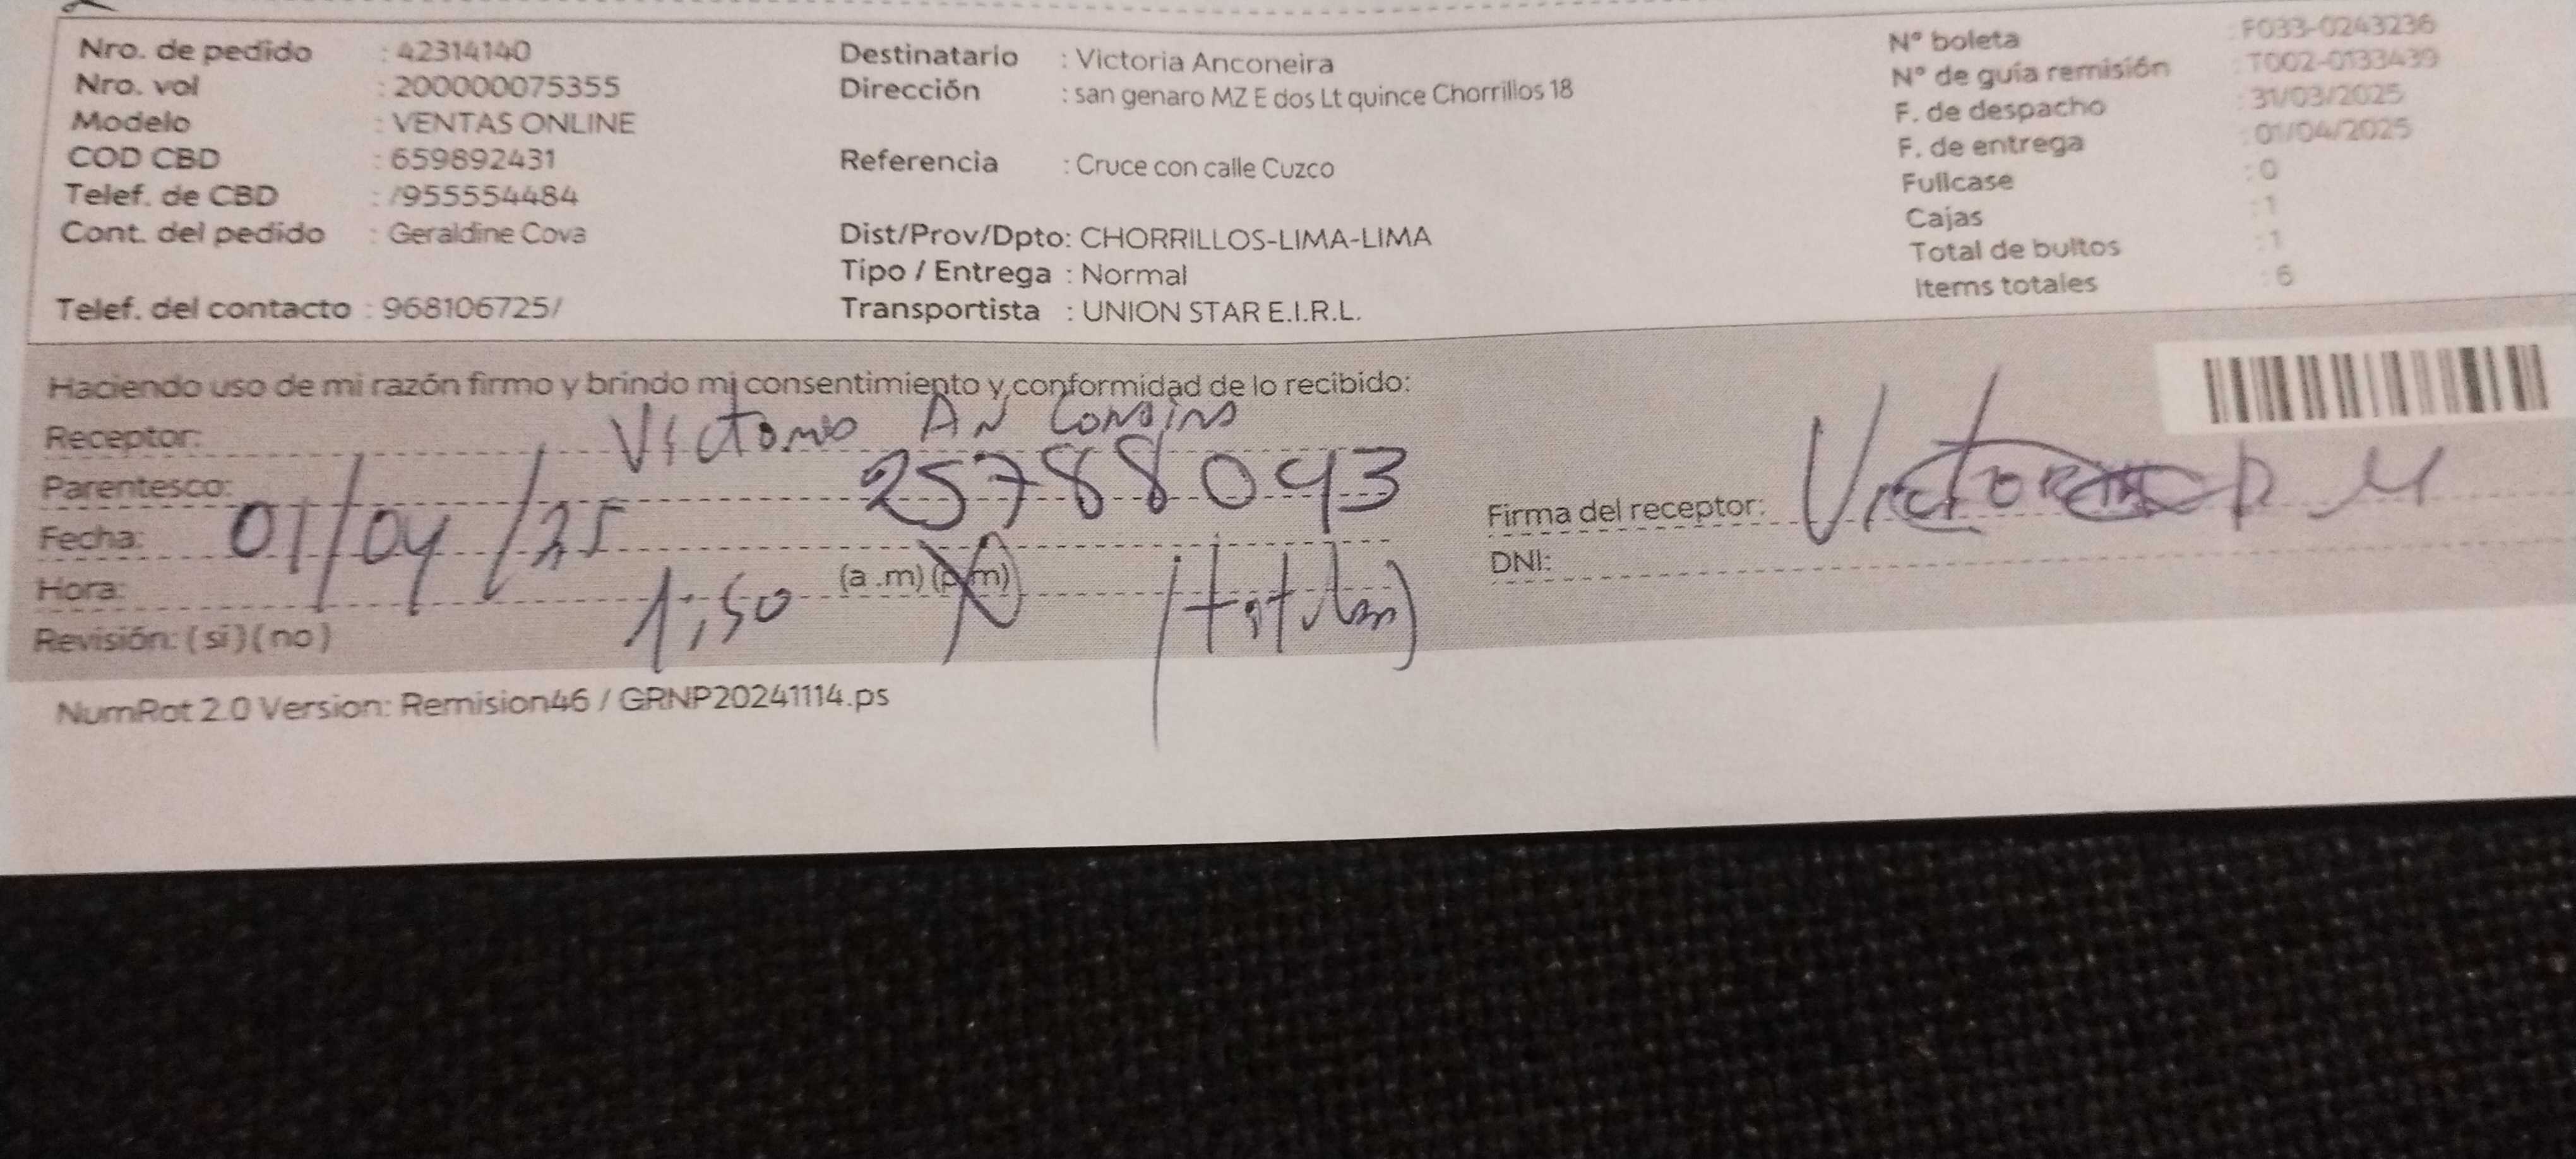 Nro. de pedido : 42314140
Nro. vol : 200000075355
Modelo : VENTAS ONLINE
COD CBD : 659892431
Telef. de CBD : /955554484
Cont. del pedido : Geraldine Cova
Telef. del contacto : 968106725/
Destinatario : Victoria Anconeira
Dirección : san genaro MZ E dos Lt quince Chorrillos 18
Referencia : Cruce con calle Cuzco
Dist/Prov/Dpto: CHORRILLOS-LIMA-LIMA
Tipo / Entrega : Normal
Transportista : UNION STAR E.I.R.L.
N° boleta : F033-0243236
N° de guía remisión : T002-0133439
F. de despacho : 31/03/2025
F. de entrega : 01/04/2025
Fullcase : 0
Cajas : 1
Total de bultos : 1
Items totales : 6
Haciendo uso de mi razón firmo y brindo mi consentimiento y conformidad de lo recibido:
Receptor:
Parentesco: 25788043
Fecha: 01/04/25
Hora: 1:50 (a .m) (p.m)
Revisión: (si) (no)
Firma del receptor:
DNI:
NumRot 2.0 Version: Remision46 / GRNP20241114.ps